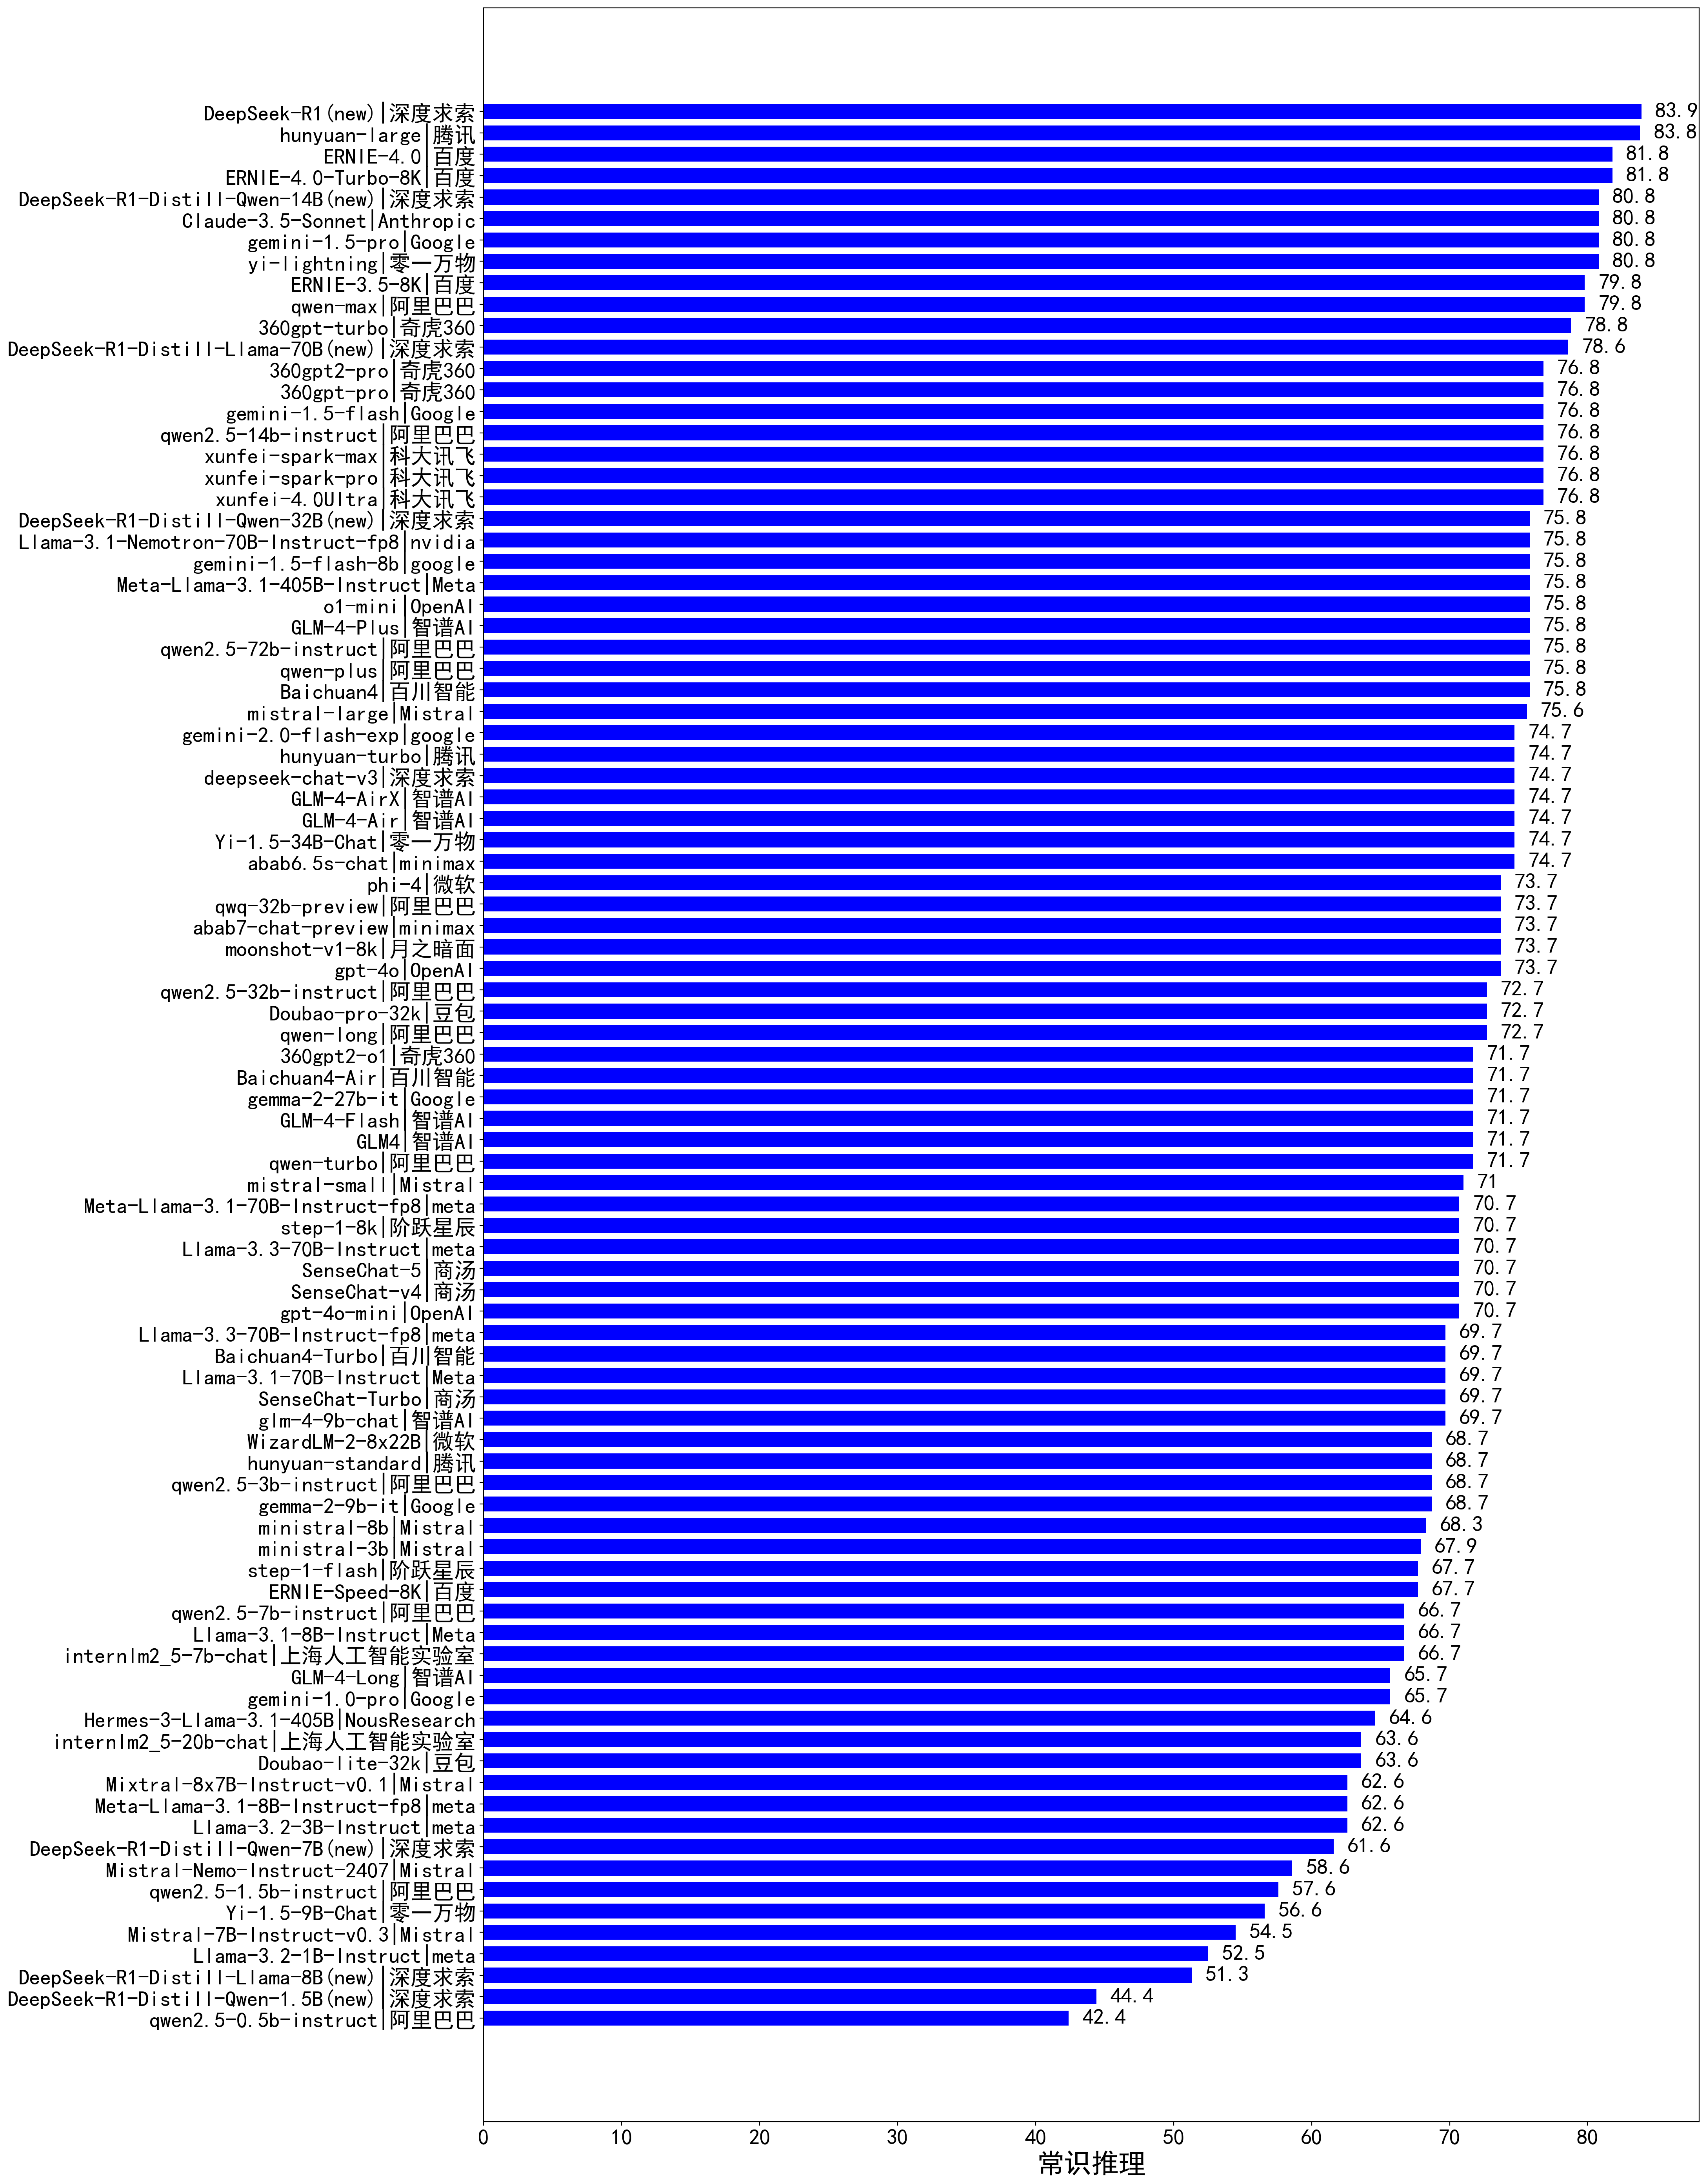 DeepSeek-R1(new)|深度求索 83.9
hunyuan-large|腾讯 83.8
ERNIE-4.0|百度 81.8
ERNIE-4.0-Turbo-8K|百度 81.8
DeepSeek-R1-Distill-Qwen-14B(new)|深度求索 80.8
Claude-3.5-Sonnet|Anthropic 80.8
gemini-1.5-pro|Google 80.8
yi-lightning|零一万物 80.8
ERNIE-3.5-8K|百度 79.8
qwen-max|阿里巴巴 79.8
360gpt-turbo|奇虎360 78.8
DeepSeek-R1-Distill-Llama-70B(new)|深度求索 78.6
360gpt2-pro|奇虎360 76.8
360gpt-pro|奇虎360 76.8
gemini-1.5-flash|Google 76.8
qwen2.5-14b-instruct|阿里巴巴 76.8
xunfei-spark-max|科大讯飞 76.8
xunfei-spark-pro|科大讯飞 76.8
xunfei-4.0Ultra|科大讯飞 76.8
DeepSeek-R1-Distill-Qwen-32B(new)|深度求索 75.8
Llama-3.1-Nemotron-70B-Instruct-fp8|nvidia 75.8
gemini-1.5-flash-8b|google 75.8
Meta-Llama-3.1-405B-Instruct|Meta 75.8
o1-mini|OpenAI 75.8
GLM-4-Plus|智谱AI 75.8
qwen2.5-72b-instruct|阿里巴巴 75.8
qwen-plus|阿里巴巴 75.8
Baichuan4|百川智能 75.8
mistral-large|Mistral 75.6
gemini-2.0-flash-exp|google 74.7
hunyuan-turbo|腾讯 74.7
deepseek-chat-v3|深度求索 74.7
GLM-4-AirX|智谱AI 74.7
GLM-4-Air|智谱AI 74.7
Yi-1.5-34B-Chat|零一万物 74.7
abab6.5s-chat|minimax 74.7
phi-4|微软 73.7
qwq-32b-preview|阿里巴巴 73.7
abab7-chat-preview|minimax 73.7
moonshot-v1-8k|月之暗面 73.7
gpt-4o|OpenAI 73.7
qwen2.5-32b-instruct|阿里巴巴 72.7
Doubao-pro-32k|豆包 72.7
qwen-long|阿里巴巴 72.7
360gpt2-o1|奇虎360 71.7
Baichuan4-Air|百川智能 71.7
gemma-2-27b-it|Google 71.7
GLM-4-Flash|智谱AI 71.7
GLM4|智谱AI 71.7
qwen-turbo|阿里巴巴 71.7
mistral-small|Mistral 71
Meta-Llama-3.1-70B-Instruct-fp8|meta 70.7
step-1-8k|阶跃星辰 70.7
Llama-3.3-70B-Instruct|meta 70.7
SenseChat-5|商汤 70.7
SenseChat-v4|商汤 70.7
gpt-4o-mini|OpenAI 70.7
Llama-3.3-70B-Instruct-fp8|meta 69.7
Baichuan4-Turbo|百川智能 69.7
Llama-3.1-70B-Instruct|Meta 69.7
SenseChat-Turbo|商汤 69.7
glm-4-9b-chat|智谱AI 69.7
WizardLM-2-8x22B|微软 68.7
hunyuan-standard|腾讯 68.7
qwen2.5-3b-instruct|阿里巴巴 68.7
gemma-2-9b-it|Google 68.7
ministral-8b|Mistral 68.3
ministral-3b|Mistral 67.9
step-1-flash|阶跃星辰 67.7
ERNIE-Speed-8K|百度 67.7
qwen2.5-7b-instruct|阿里巴巴 66.7
Llama-3.1-8B-Instruct|Meta 66.7
internlm2_5-7b-chat|上海人工智能实验室 66.7
GLM-4-Long|智谱AI 65.7
gemini-1.0-pro|Google 65.7
Hermes-3-Llama-3.1-405B|NousResearch 64.6
internlm2_5-20b-chat|上海人工智能实验室 63.6
Doubao-lite-32k|豆包 63.6
Mixtral-8x7B-Instruct-v0.1|Mistral 62.6
Meta-Llama-3.1-8B-Instruct-fp8|meta 62.6
Llama-3.2-3B-Instruct|meta 62.6
DeepSeek-R1-Distill-Qwen-7B(new)|深度求索 61.6
Mistral-Nemo-Instruct-2407|Mistral 58.6
qwen2.5-1.5b-instruct|阿里巴巴 57.6
Yi-1.5-9B-Chat|零一万物 56.6
Mistral-7B-Instruct-v0.3|Mistral 54.5
Llama-3.2-1B-Instruct|meta 52.5
DeepSeek-R1-Distill-Llama-8B(new)|深度求索 51.3
DeepSeek-R1-Distill-Qwen-1.5B(new)|深度求索 44.4
qwen2.5-0.5b-instruct|阿里巴巴 42.4
0 10 20 30 40 50 60 70 80
常识推理